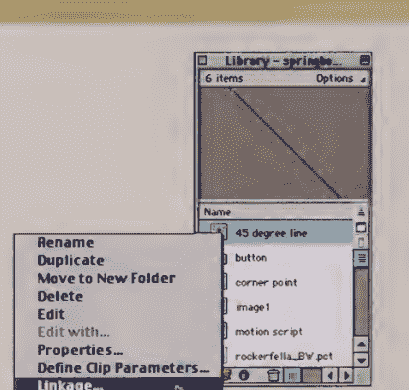 Library - springbo...
6 items Options
Name
45 degree line
button
corner point
image1
motion script
rockerfella_BW.pct
Rename
Duplicate
Move to New Folder
Delete
Edit
Edit with...
Properties...
Define Clip Parameters...
Linkage...